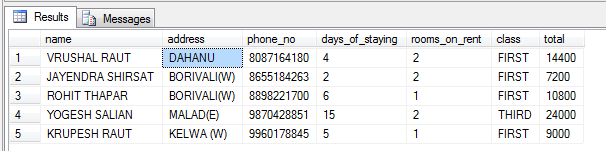 Results Messages
name address phone_no days_of_staying rooms_on_rent class total
1 VRUSHAL RAUT DAHANU 8087164180 4 2 FIRST 14400
2 JAYENDRA SHIRSAT BORIVALI(W) 8655184263 2 2 FIRST 7200
3 ROHIT THAPAR BORIVALI(W) 8898221700 6 1 FIRST 10800
4 YOGESH SALIAN MALAD(E) 9870428851 15 2 THIRD 24000
5 KRUPESH RAUT KELWA (W) 9960178845 5 1 FIRST 9000